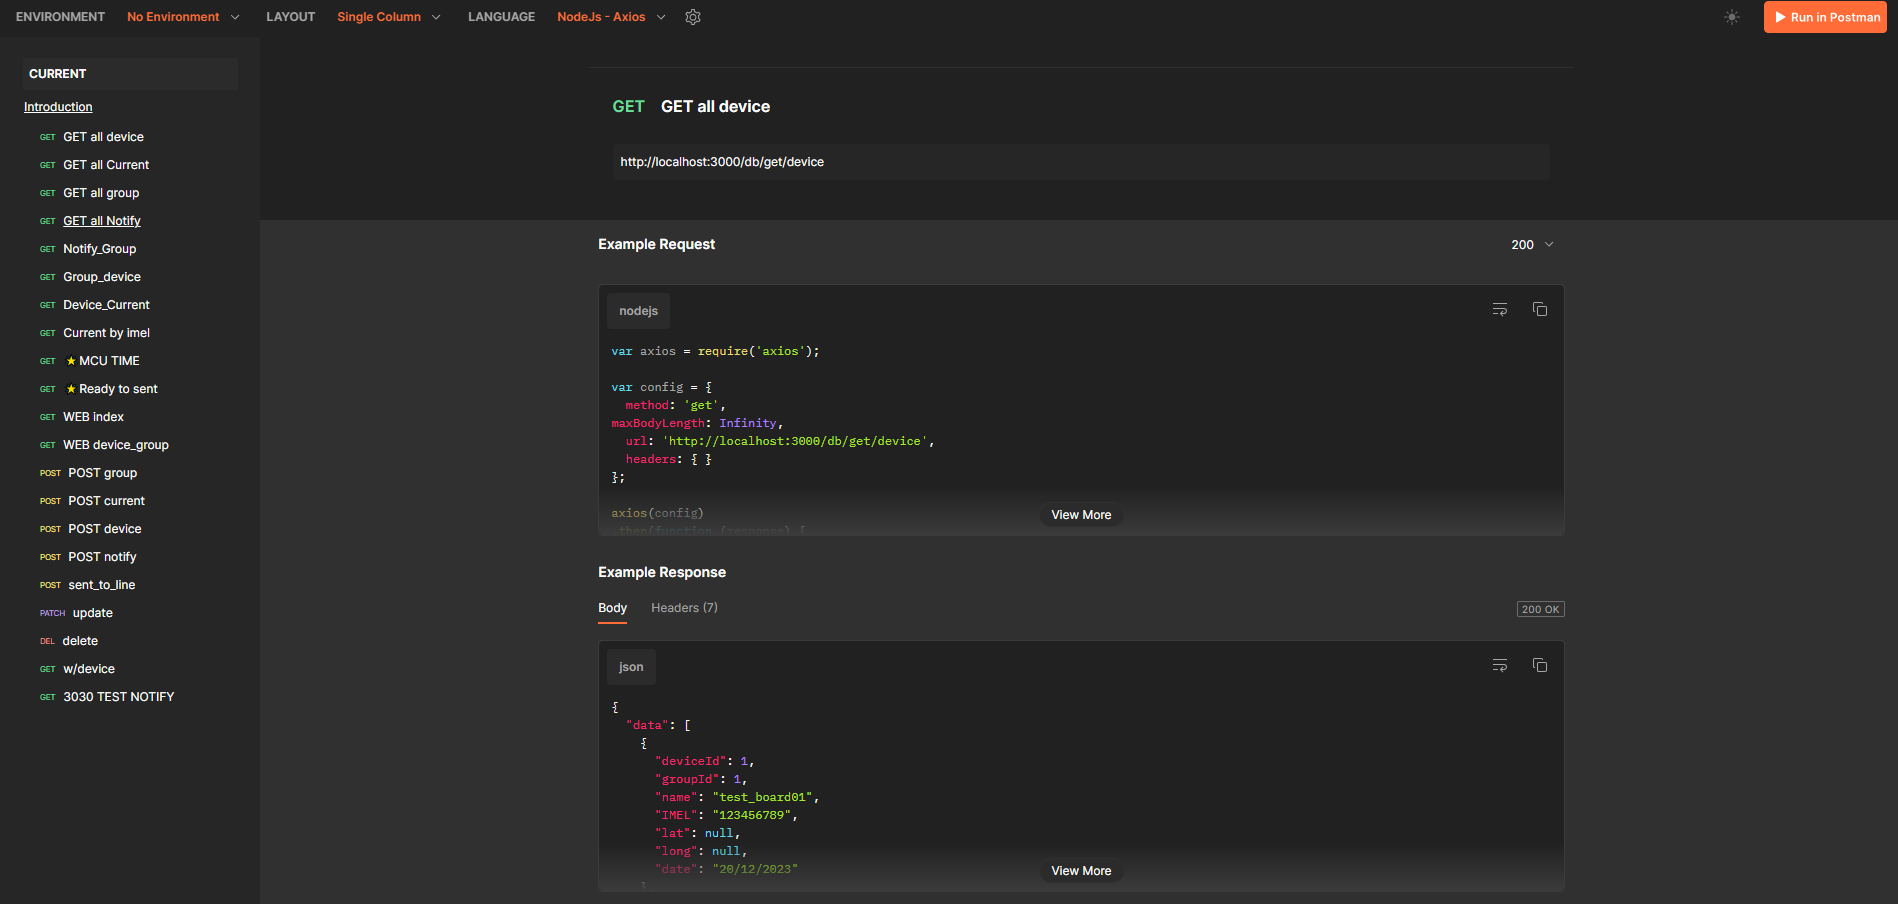 ENVIRONMENT No Environment LAYOUT Single Column LANGUAGE NodeJs - Axios Run in Postman
CURRENT
Introduction
GET GET all device
GET GET all Current
GET GET all group
GET GET all Notify
GET Notify_Group
GET Group_device
GET Device_Current
GET Current by imel
GET ⭐MCU TIME
GET ⭐Ready to sent
GET WEB index
GET WEB device_group
POST POST group
POST POST current
POST POST device
POST POST notify
POST sent_to_line
PATCH update
DEL delete
GET w/device
GET 3030 TEST NOTIFY
GET GET all device
http://localhost:3000/db/get/device
Example Request 200
nodejs
var axios = require('axios');
var config = {
method: 'get',
maxBodyLength: Infinity,
url: 'http://localhost:3000/db/get/device',
headers: { }
};
axios(config)
.then(function (response) {
View More
Example Response
Body Headers (7) 200 OK
json
{
"data": [
{
"deviceId": 1,
"groupId": 1,
"name": "test_board01",
"IMEL": "123456789",
"lat": null,
"long": null,
"date": "20/12/2023"
}
View More